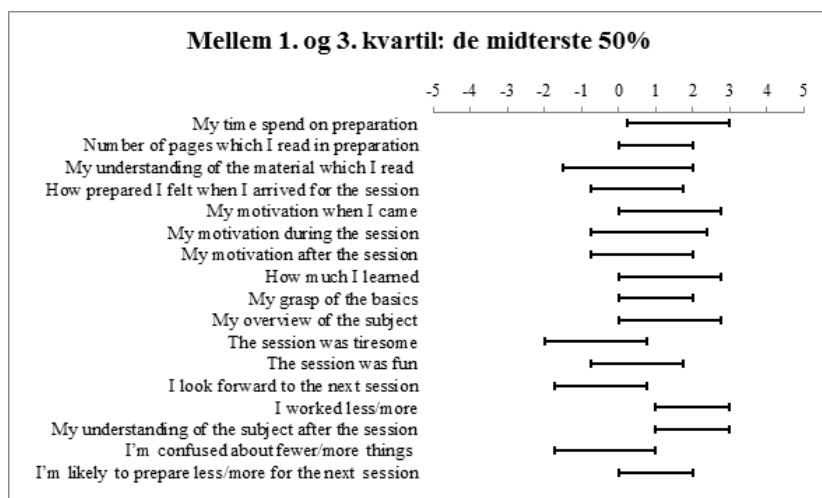 Mellem 1. og 3. kvartil: de midterste 50%
-5 -4 -3 -2 -1 0 1 2 3 4 5
My time spend on preparation
Number of pages which I read in preparation
My understanding of the material which I read
How prepared I felt when I arrived for the session
My motivation when I came
My motivation during the session
My motivation after the session
How much I learned
My grasp of the basics
My overview of the subject
The session was tiresome
The session was fun
I look forward to the next session
I worked less/more
My understanding of the subject after the session
I'm confused about fewer/more things
I'm likely to prepare less/more for the next session